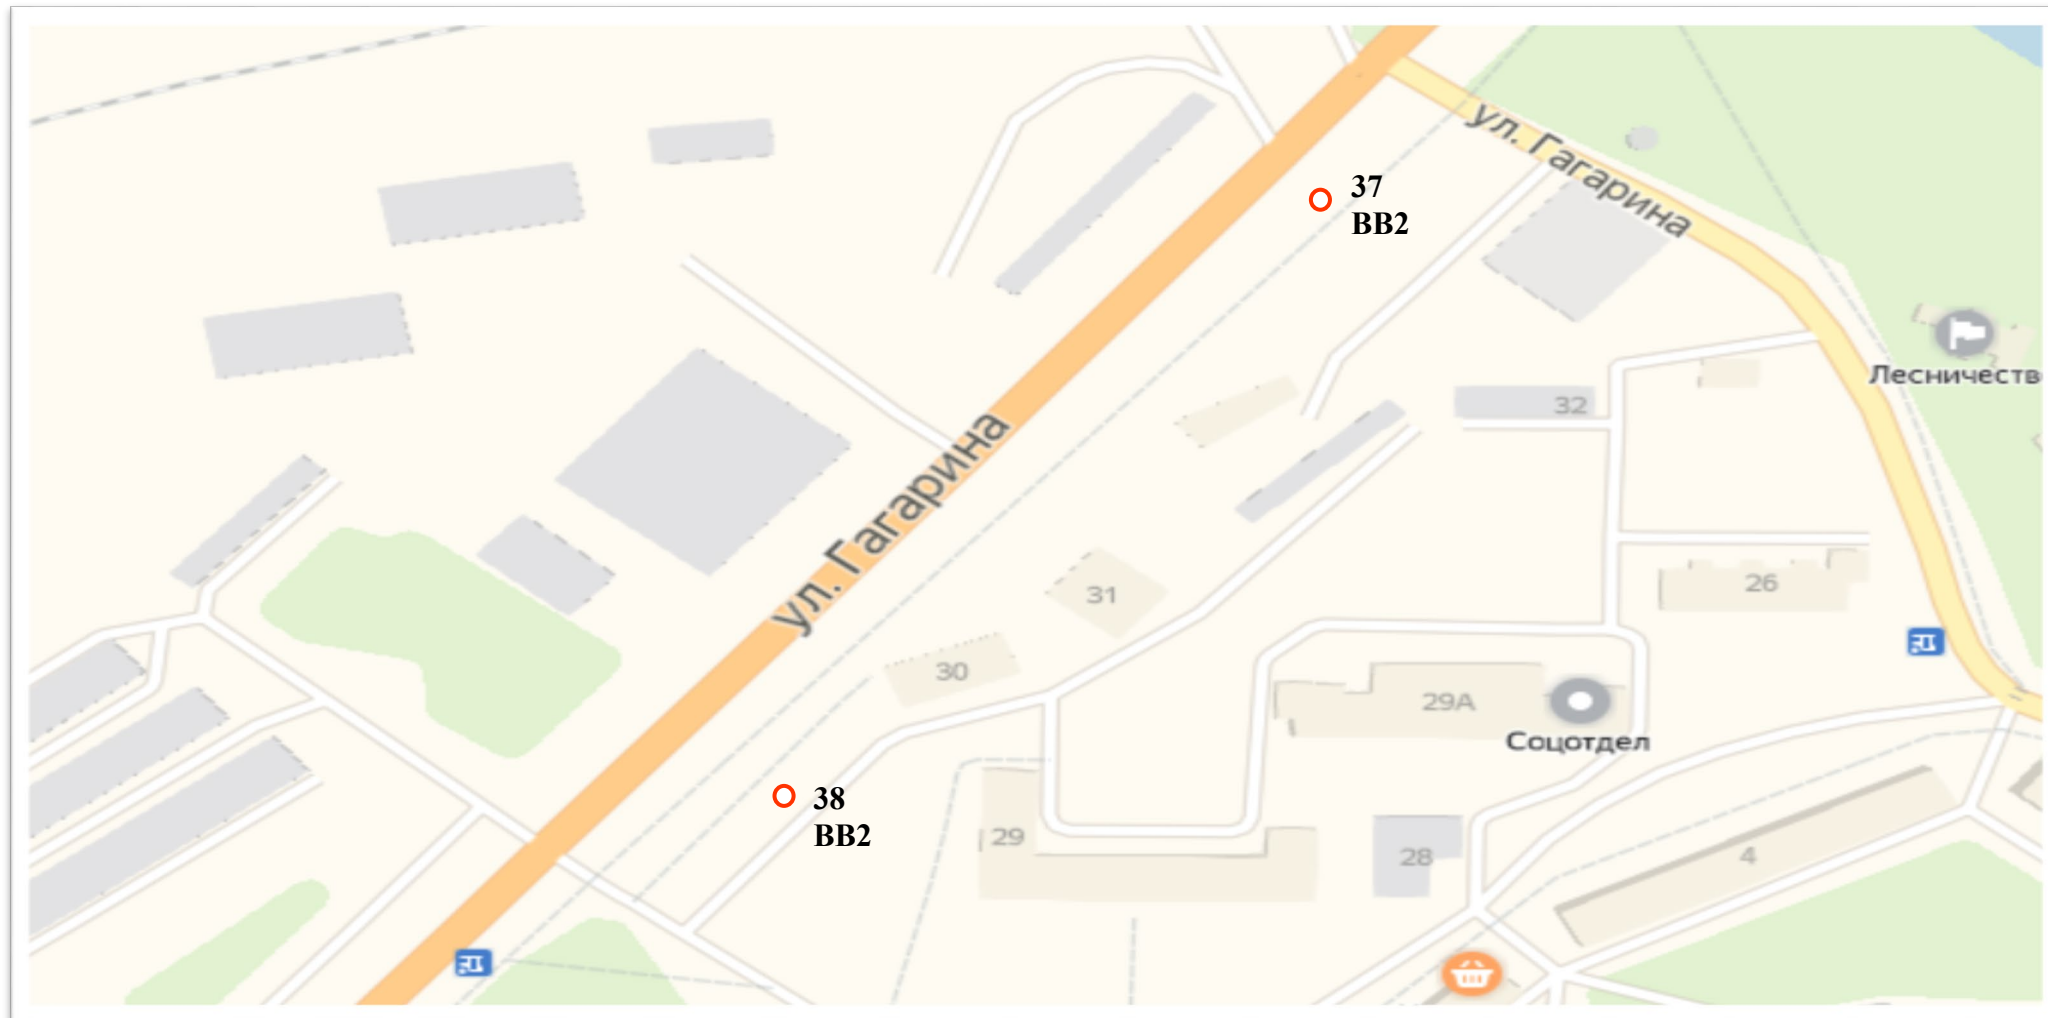 ул. Гагарина
37
ВВ2
Лесничеств
32
ул. Гагарина
26
31
30
29А
Соцотдел
38
ВВ2
29
28
4